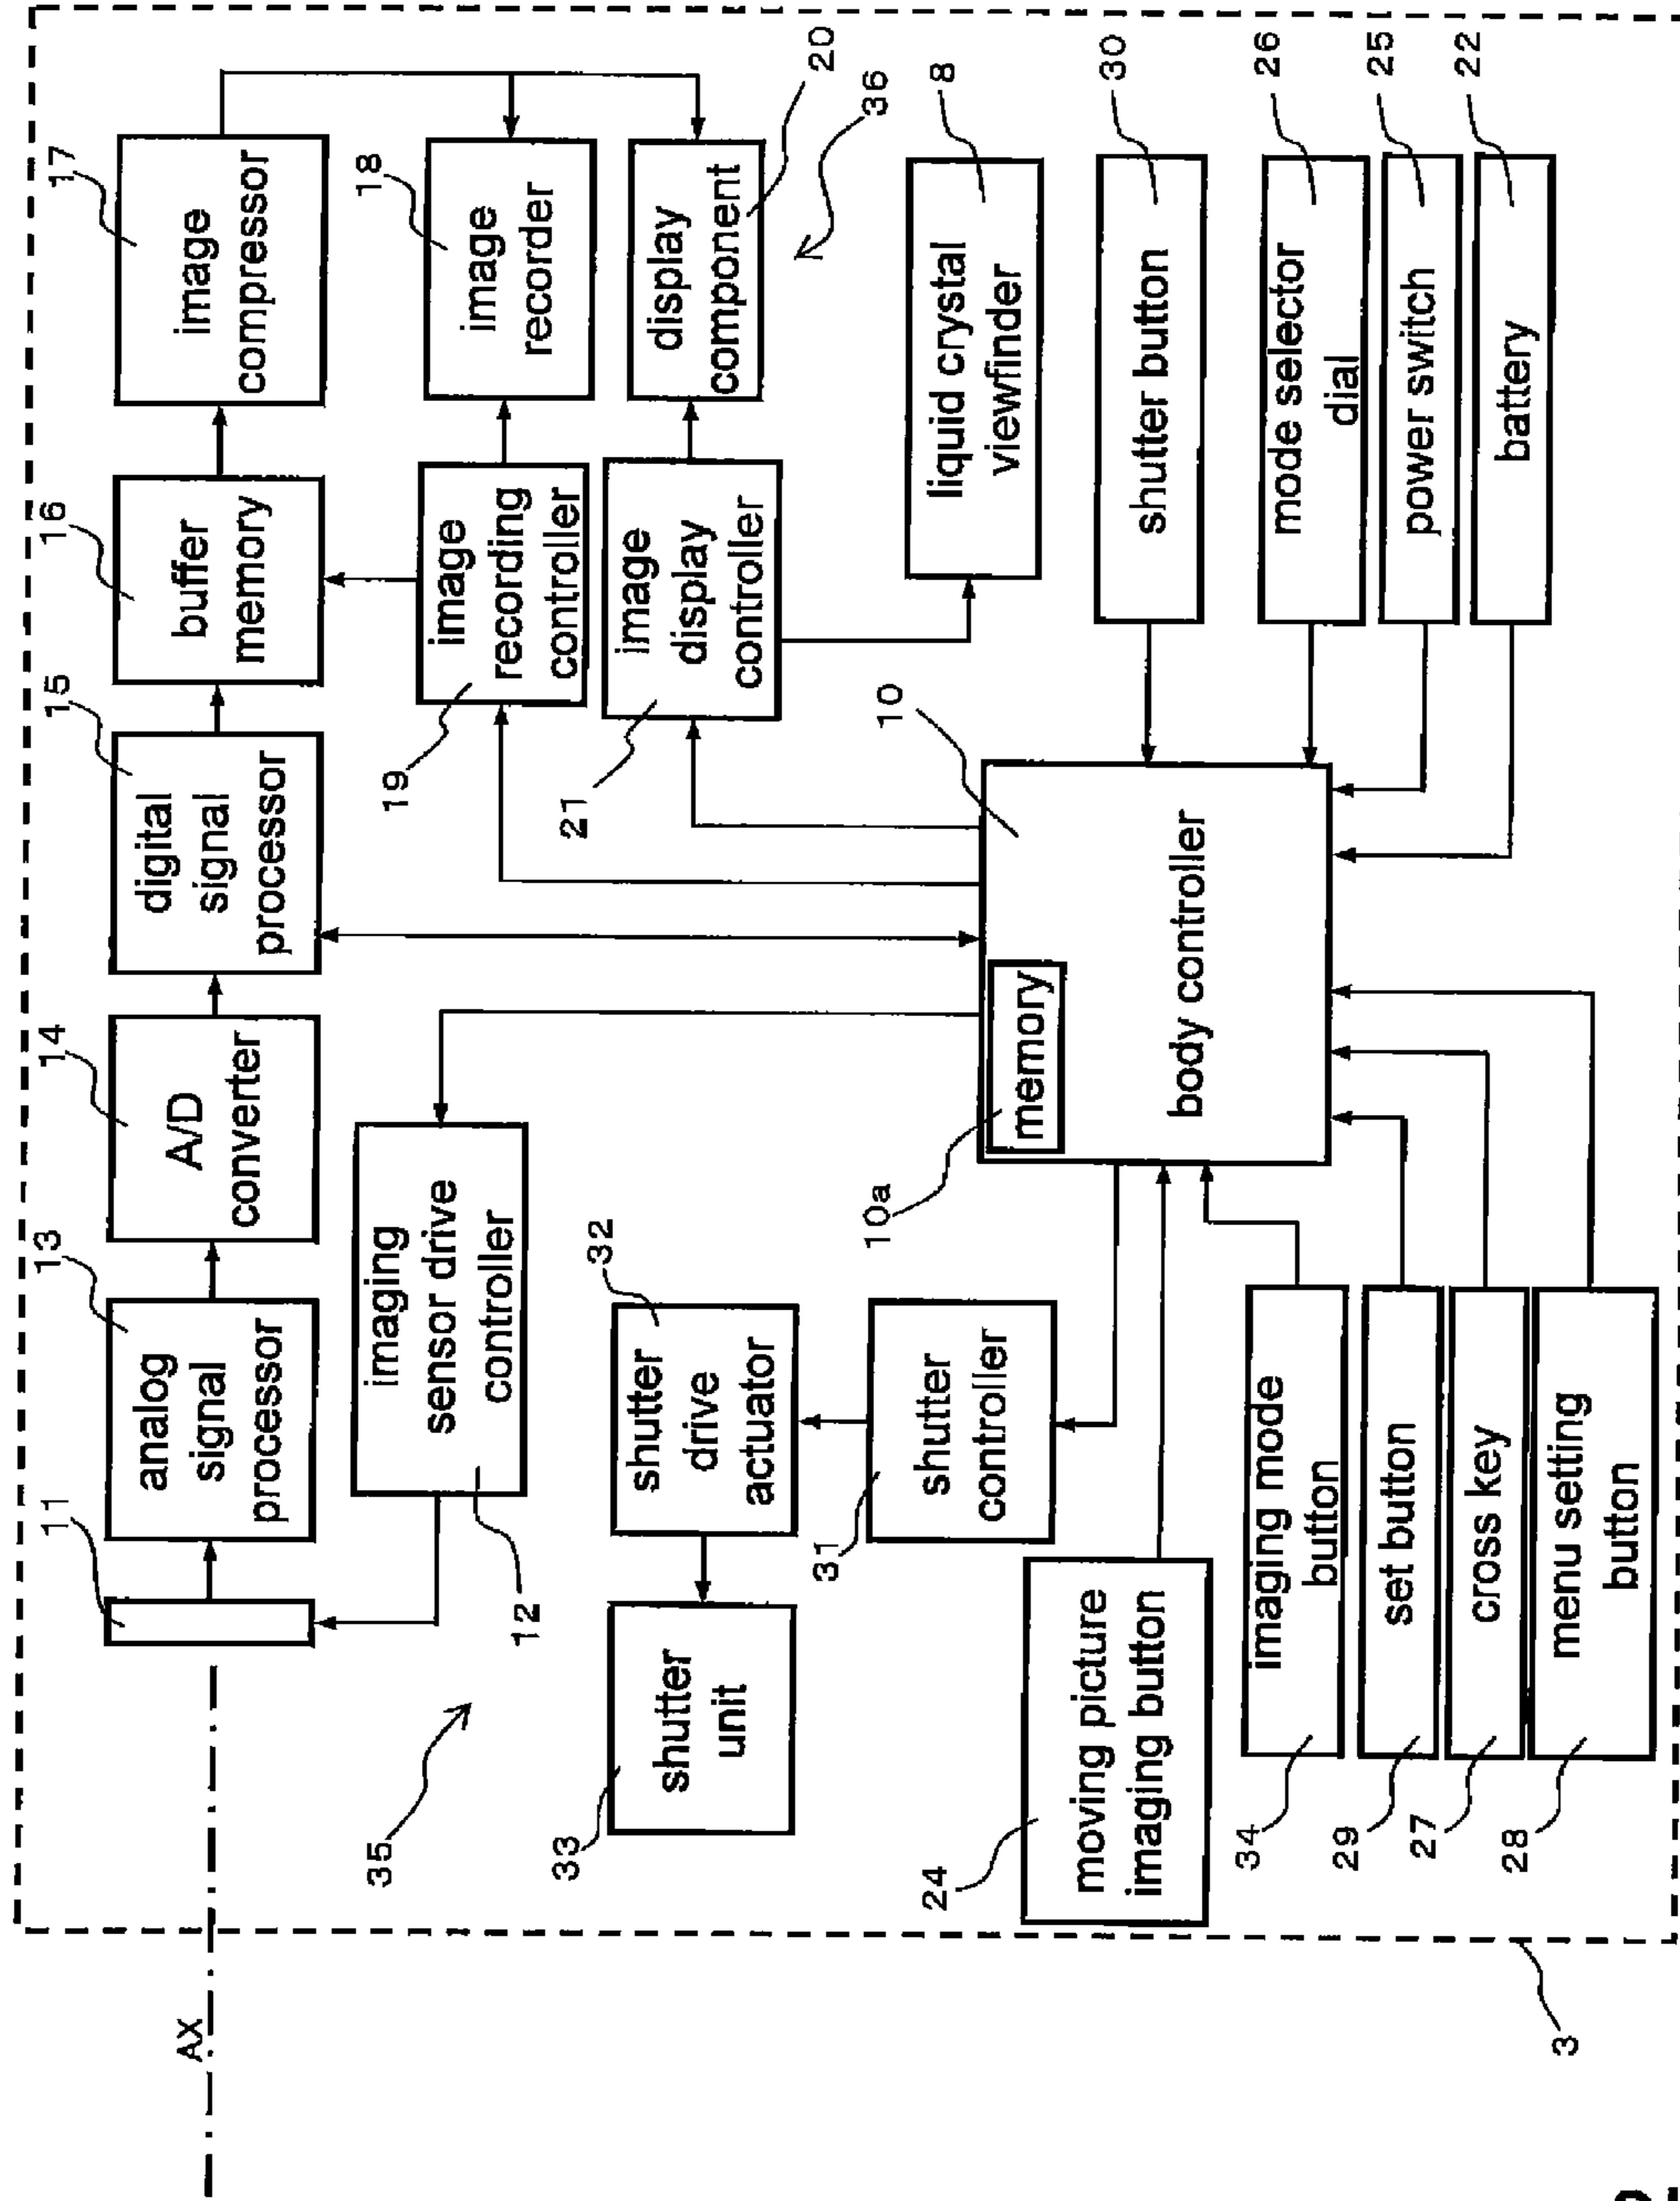 AX
11
13
analog
signal
processor
14
A/D
converter
15
digital
signal
processor
16
buffer
memory
17
image
compressor
35
12
imaging
sensor drive
controller
19
image
recording
controller
18
image
recorder
33
shutter
unit
32
shutter
drive
actuator
21
image
display
controller
display
component
20
36
31
shutter
controller
liquid crystal
viewfinder
8
24
moving picture
imaging button
10a
memory
10
body controller
shutter button
30
34
imaging mode
button
mode selector
dial
26
29
set button
power switch
25
27
cross key
battery
22
28
menu setting
button
3